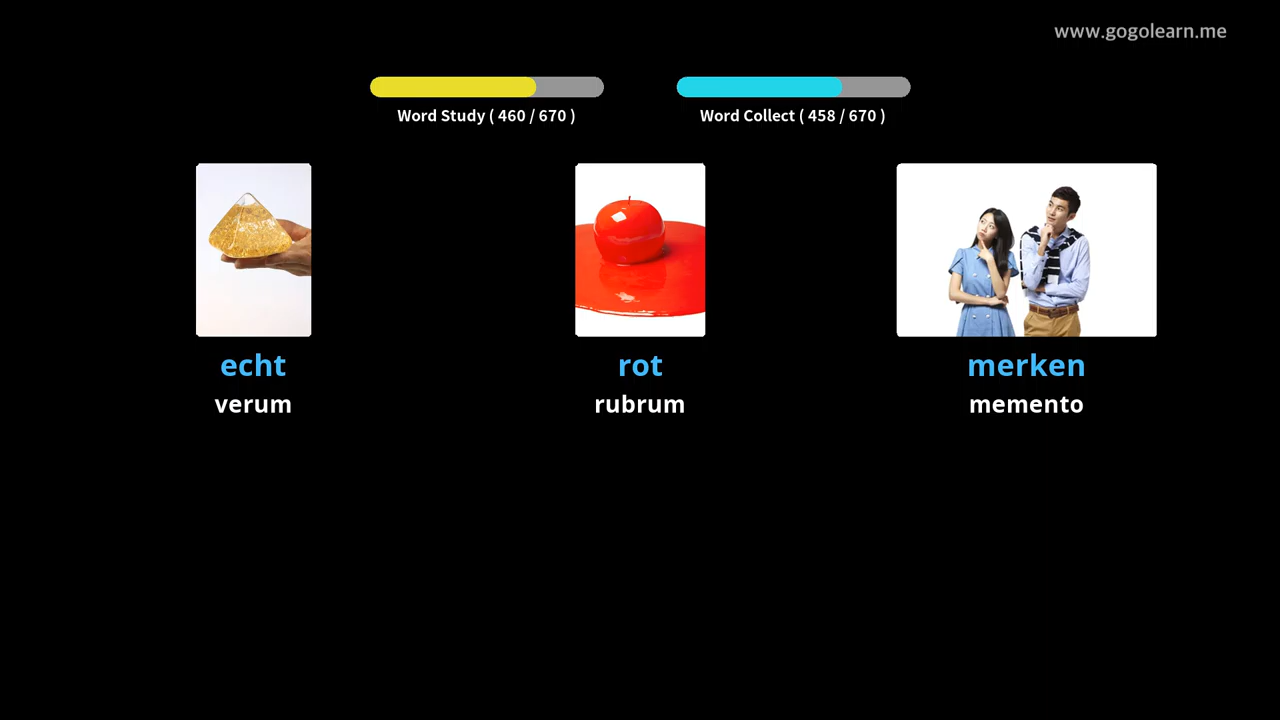 www.gogolearn.me
Word Study ( 460 / 670 )
Word Collect ( 458 / 670 )
echt
rot
merken
verum
rubrum
memento